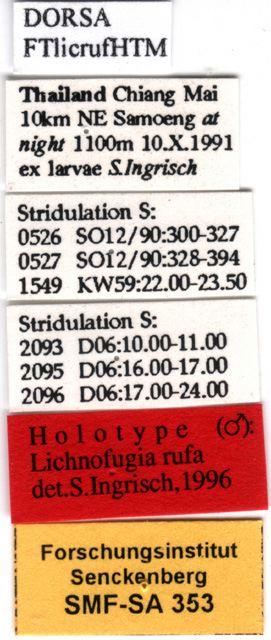 DORSA
FTlicrufHTM
Thailand Chiang Mai
10km NE Samoeng at
night 1100m 10.X.1991
ex larvae S.Ingrisch
Stridulation S:
0526 SO12/90:300-327
0527 SO12/90:328-394
1549 KW59:22.00-23.50
Stridulation S:
2093 D06:10.00-11.00
2095 D06:16.00-17.00
2096 D06:17.00-24.00
Holotype (♂):
Lichnofugia rufa
det.S.Ingrisch,1996
Forschungsinstitut
Senckenberg
SMF-SA 353